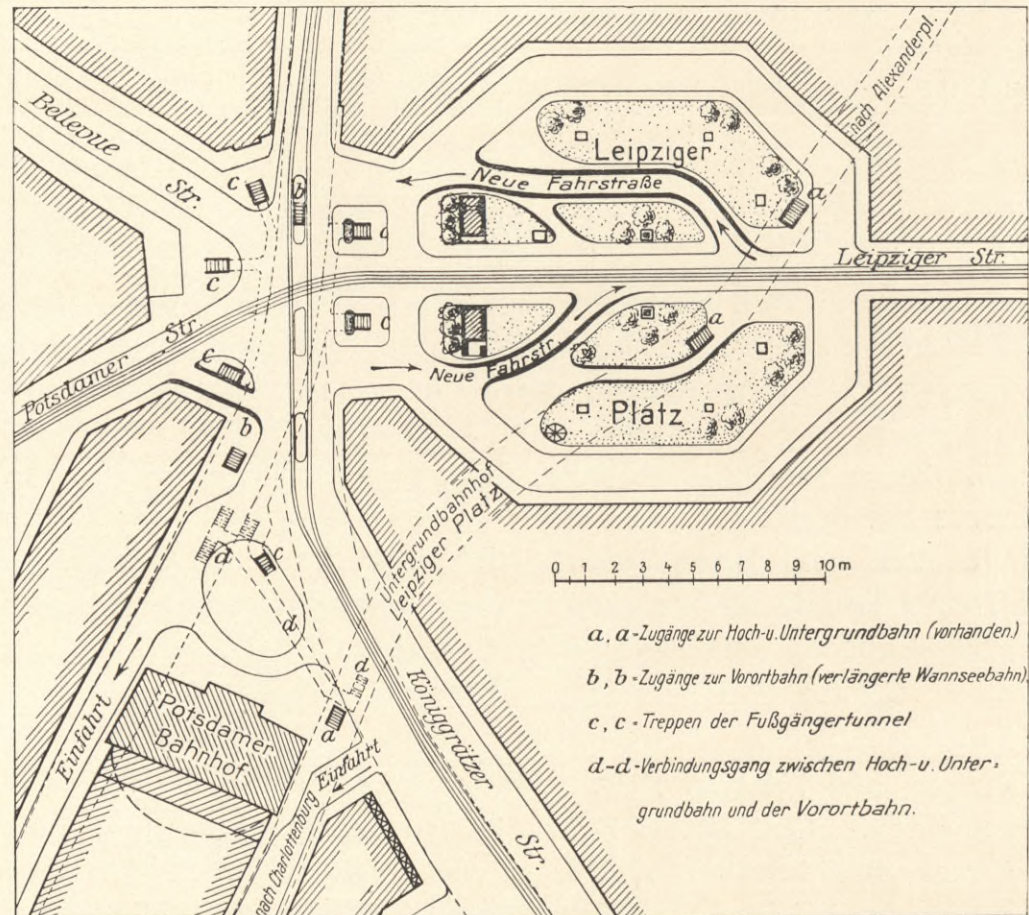 Bellevue
Str.
nach Alexanderpl.
Leipziger
Neue Fahrstraße
a
c
b
c
c
c
Leipziger Str.
c
a
Potsdamer Str.
Neue Fahrstr.
Platz
c
b
Untergrundbahnhof
Leipziger Platz
d
c
d
d
a
Einfahrt
Potsdamer
Bahnhof
Einfahrt
nach Charlottenburg
Königgrätzer
Str.
0 1 2 3 4 5 6 7 8 9 10 m
a, a - Zugänge zur Hoch- u. Untergrundbahn (vorhanden.)
b, b - Zugänge zur Vorortbahn (verlängerte Wannseebahn).
c, c - Treppen der Fußgängertunnel
d-d - Verbindungsgang zwischen Hoch- u. Unter-
grundbahn und der Vorortbahn.